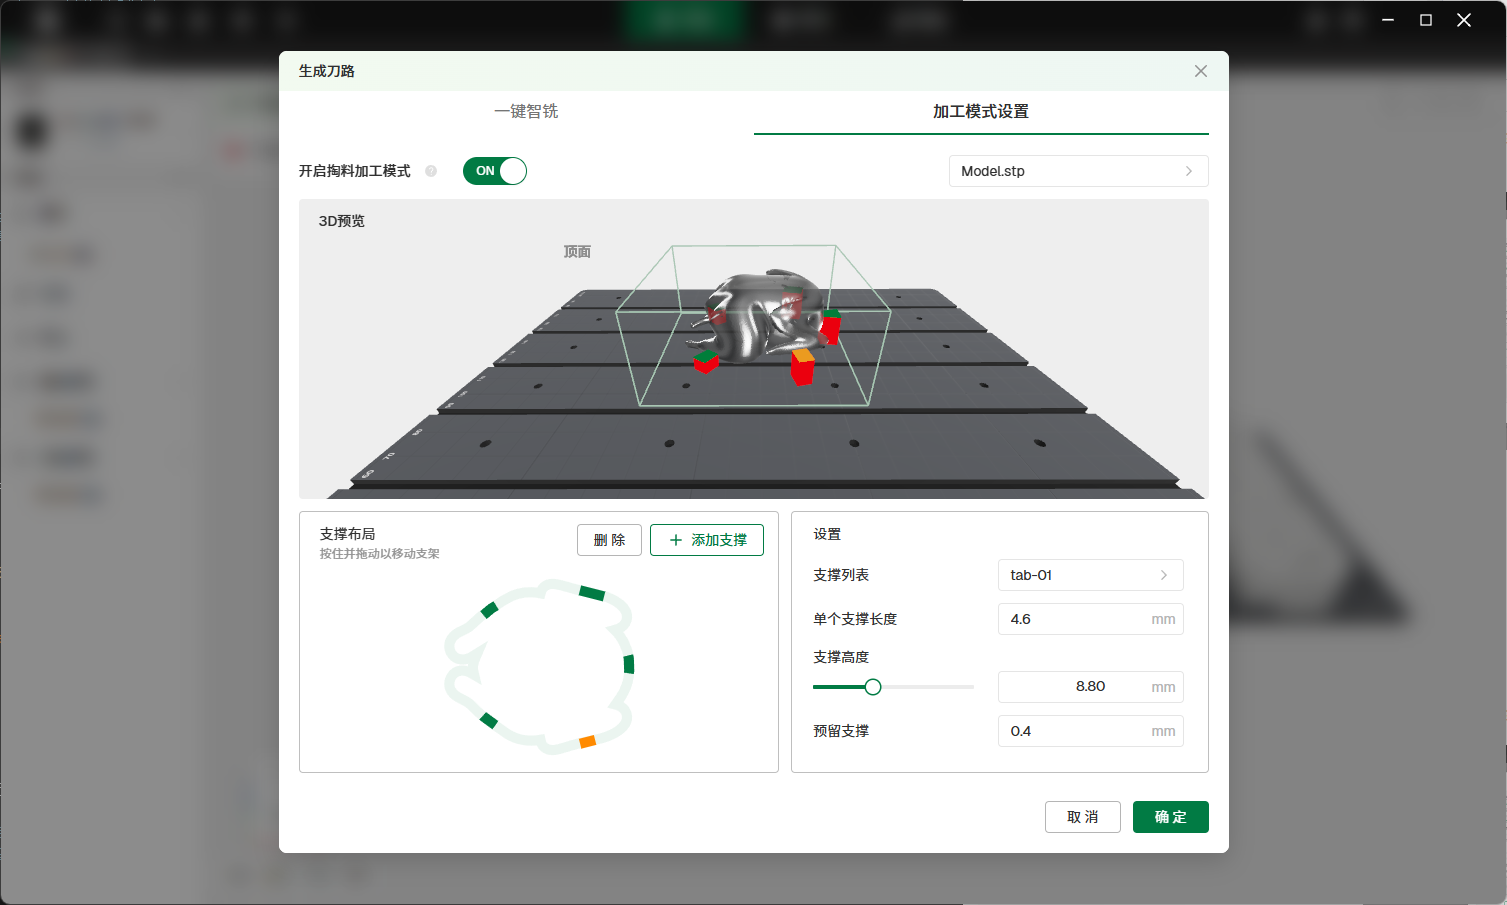 生成刀路
一键智铣
加工模式设置
开启掏料加工模式 ?
ON
Model.stp
3D预览
顶面
80
70
60
支撑布局
按住并拖动以移动支架
删除
+ 添加支撑
设置
支撑列表
tab-01
单个支撑长度
4.6 mm
支撑高度
8.80 mm
预留支撑
0.4 mm
取消
确定